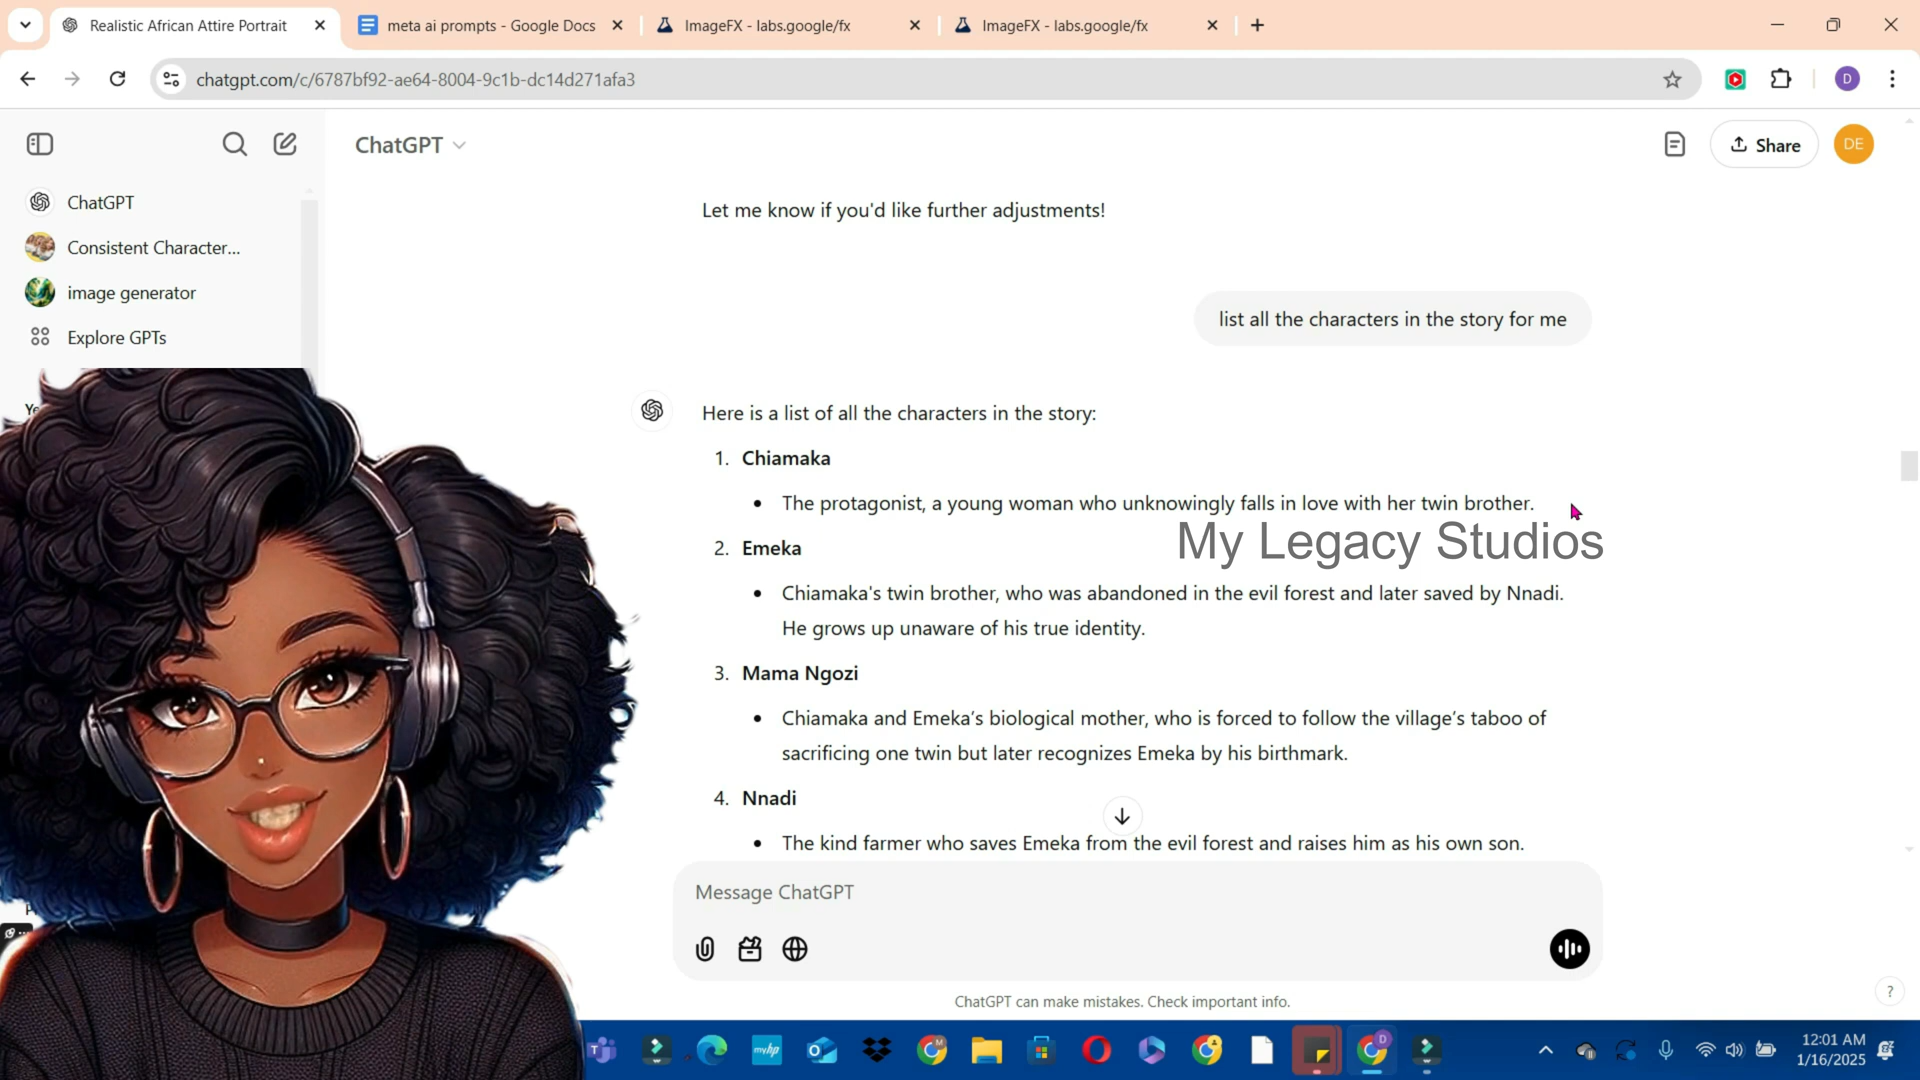 Realistic African Attire Portrait
meta ai prompts - Google Docs
ImageFX - labs.google/fx
ImageFX - labs.google/fx
chatgpt.com/c/6787bf92-ae64-8004-9c1b-dc14d271afa3
D
ChatGPT
Share
DE
ChatGPT
Consistent Character...
image generator
Explore GPTs
Let me know if you'd like further adjustments!
list all the characters in the story for me
Here is a list of all the characters in the story:
1. Chiamaka
• The protagonist, a young woman who unknowingly falls in love with her twin brother.
My Legacy Studios
2. Emeka
• Chiamaka's twin brother, who was abandoned in the evil forest and later saved by Nnadi.
He grows up unaware of his true identity.
3. Mama Ngozi
• Chiamaka and Emeka's biological mother, who is forced to follow the village's taboo of
sacrificing one twin but later recognizes Emeka by his birthmark.
4. Nnadi
• The kind farmer who saves Emeka from the evil forest and raises him as his own son.
Message ChatGPT
ChatGPT can make mistakes. Check important info.
?
myhp
12:01 AM
1/16/2025